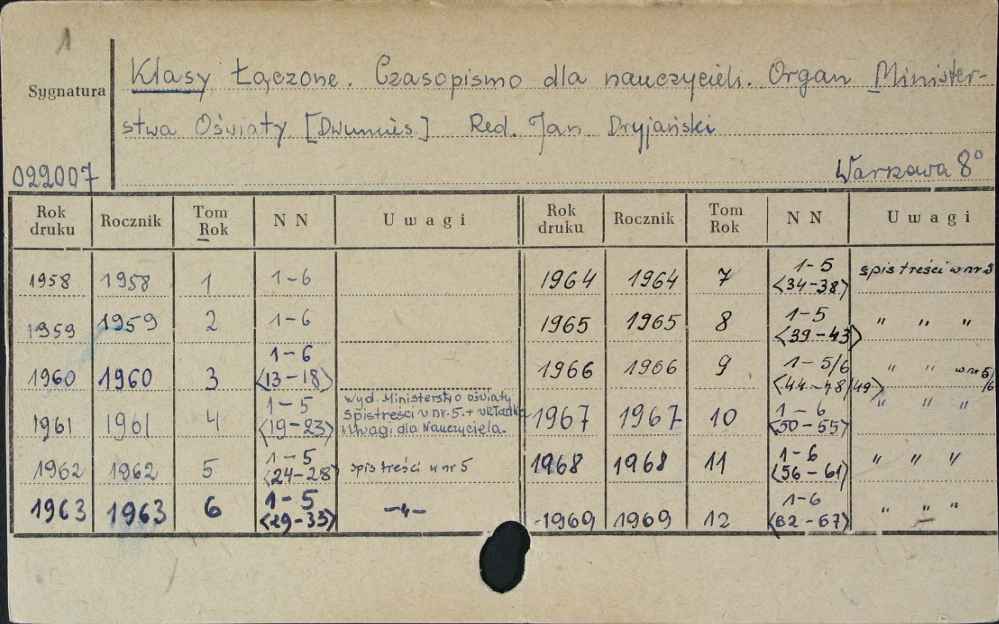 1
Klasy Łączone. Czasopismo dla nauczycieli. Organ Minister-
Sygnatura
stwa Oświaty [Dwumies.] Red. Jan Dryjański
022007 Warszawa 8°
Rok druku Rocznik Tom Rok NN Uwagi Rok druku Rocznik Tom Rok NN Uwagi
1958 1958 1 1-6 1964 1964 7 1-5 <34-38> spis treści w nr 5
1959 1959 2 1-6 1965 1965 8 1-5 <39-43> " " "
1960 1960 3 1-6 <13-18> 1966 1966 9 1-5/6 <44-48/49> " " w nr 5/6
1961 1961 4 1-5 <19-23> wyd. Ministerstwo oświaty spis treści w nr. 5. + wkładka Uwagi dla Nauczyciela. 1967 1967 10 1-6 <50-55> " " "
1962 1962 5 1-5 <24-28> spis treści w nr 5 1968 1968 11 1-6 <56-61> " " "
1963 1963 6 1-5 <29-33> -"- 1969 1969 12 1-6 <62-67> " " "